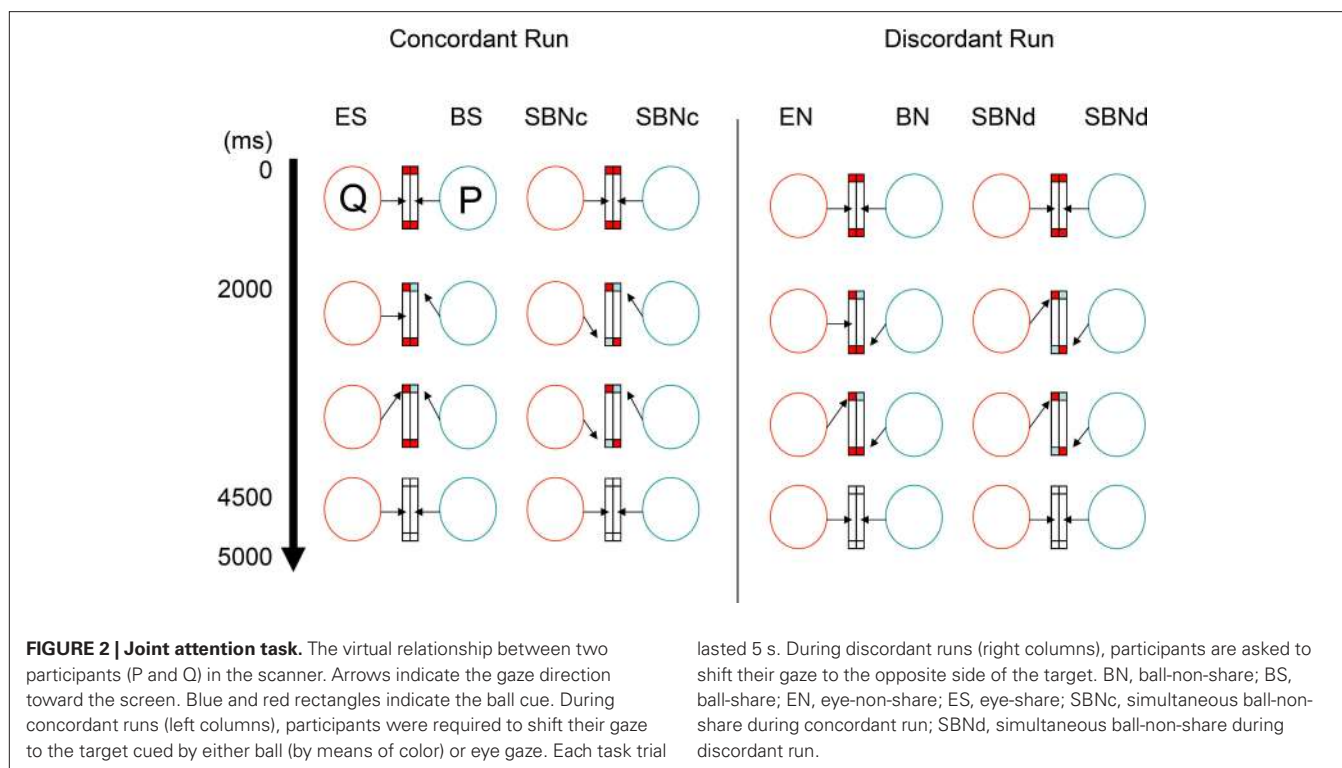 Concordant Run
Discordant Run
ES BS SBNc SBNc
EN BN SBNd SBNd
(ms)
0
Q P
2000
4500
5000
FIGURE 2 | Joint attention task. The virtual relationship between two
participants (P and Q) in the scanner. Arrows indicate the gaze direction
toward the screen. Blue and red rectangles indicate the ball cue. During
concordant runs (left columns), participants were required to shift their gaze
to the target cued by either ball (by means of color) or eye gaze. Each task trial
lasted 5 s. During discordant runs (right columns), participants are asked to
shift their gaze to the opposite side of the target. BN, ball-non-share; BS,
ball-share; EN, eye-non-share; ES, eye-share; SBNc, simultaneous ball-non-
share during concordant run; SBNd, simultaneous ball-non-share during
discordant run.